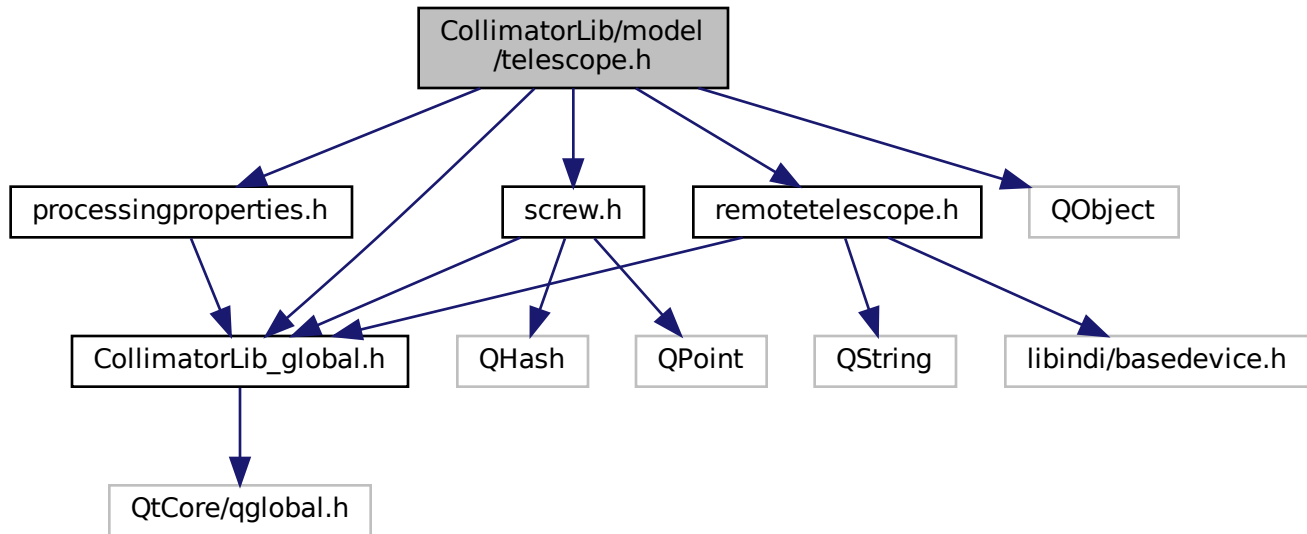 CollimatorLib/model
/telescope.h
processingproperties.h
screw.h
remotetelescope.h
QObject
CollimatorLib_global.h
QHash
QPoint
QString
libindi/basedevice.h
QtCore/qglobal.h